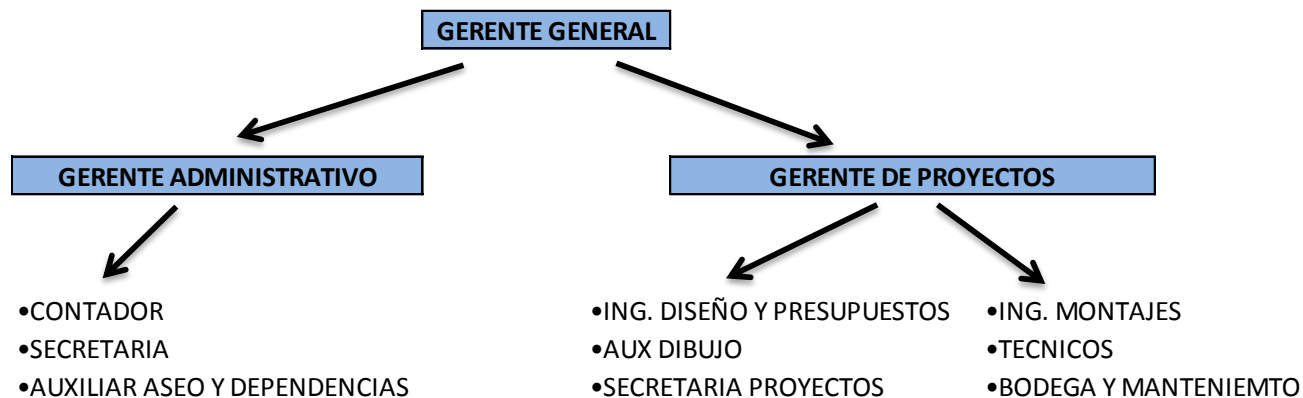 GERENTE GENERAL
GERENTE ADMINISTRATIVO
GERENTE DE PROYECTOS
•CONTADOR
•SECRETARIA
•AUXILIAR ASEO Y DEPENDENCIAS
•ING. DISEÑO Y PRESUPUESTOS
•AUX DIBUJO
•SECRETARIA PROYECTOS
•ING. MONTAJES
•TECNICOS
•BODEGA Y MANTENIEMTO